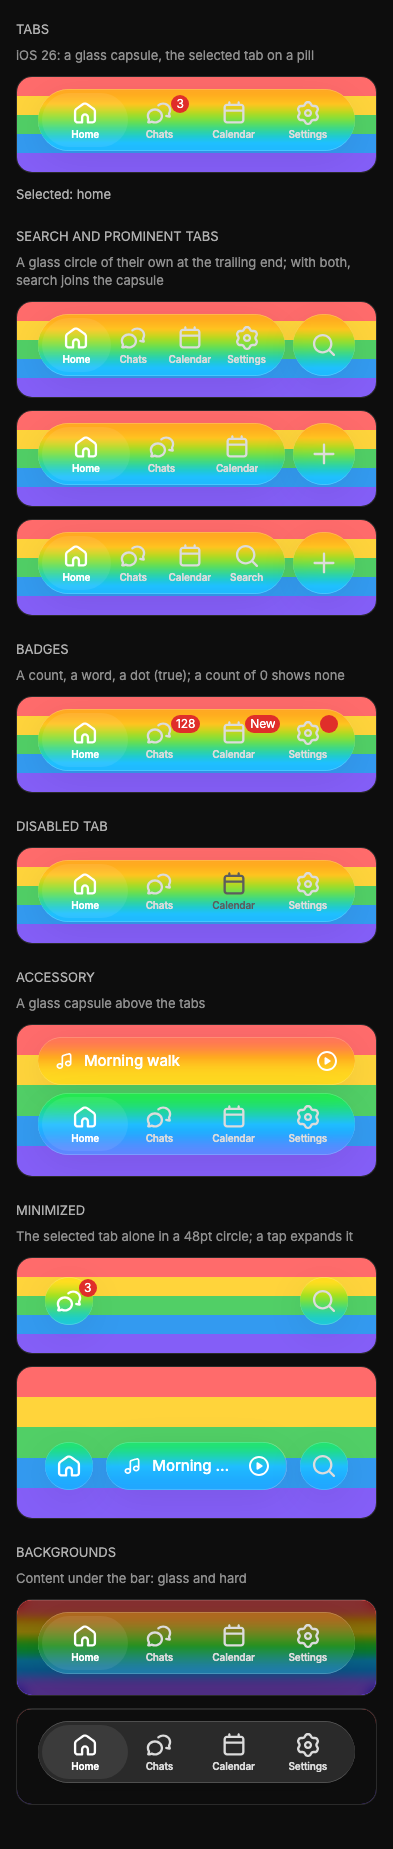 TABS
iOS 26: a glass capsule, the selected tab on a pill
3
Home Chats Calendar Settings
Selected: home
SEARCH AND PROMINENT TABS
A glass circle of their own at the trailing end; with both,
search joins the capsule
Home Chats Calendar Settings
Home Chats Calendar
Home Chats Calendar Search
BADGES
A count, a word, a dot (true); a count of 0 shows none
128 New
Home Chats Calendar Settings
DISABLED TAB
Home Chats Calendar Settings
ACCESSORY
A glass capsule above the tabs
Morning walk
Home Chats Calendar Settings
MINIMIZED
The selected tab alone in a 48pt circle; a tap expands it
3
Morning ...
BACKGROUNDS
Content under the bar: glass and hard
Home Chats Calendar Settings
Home Chats Calendar Settings